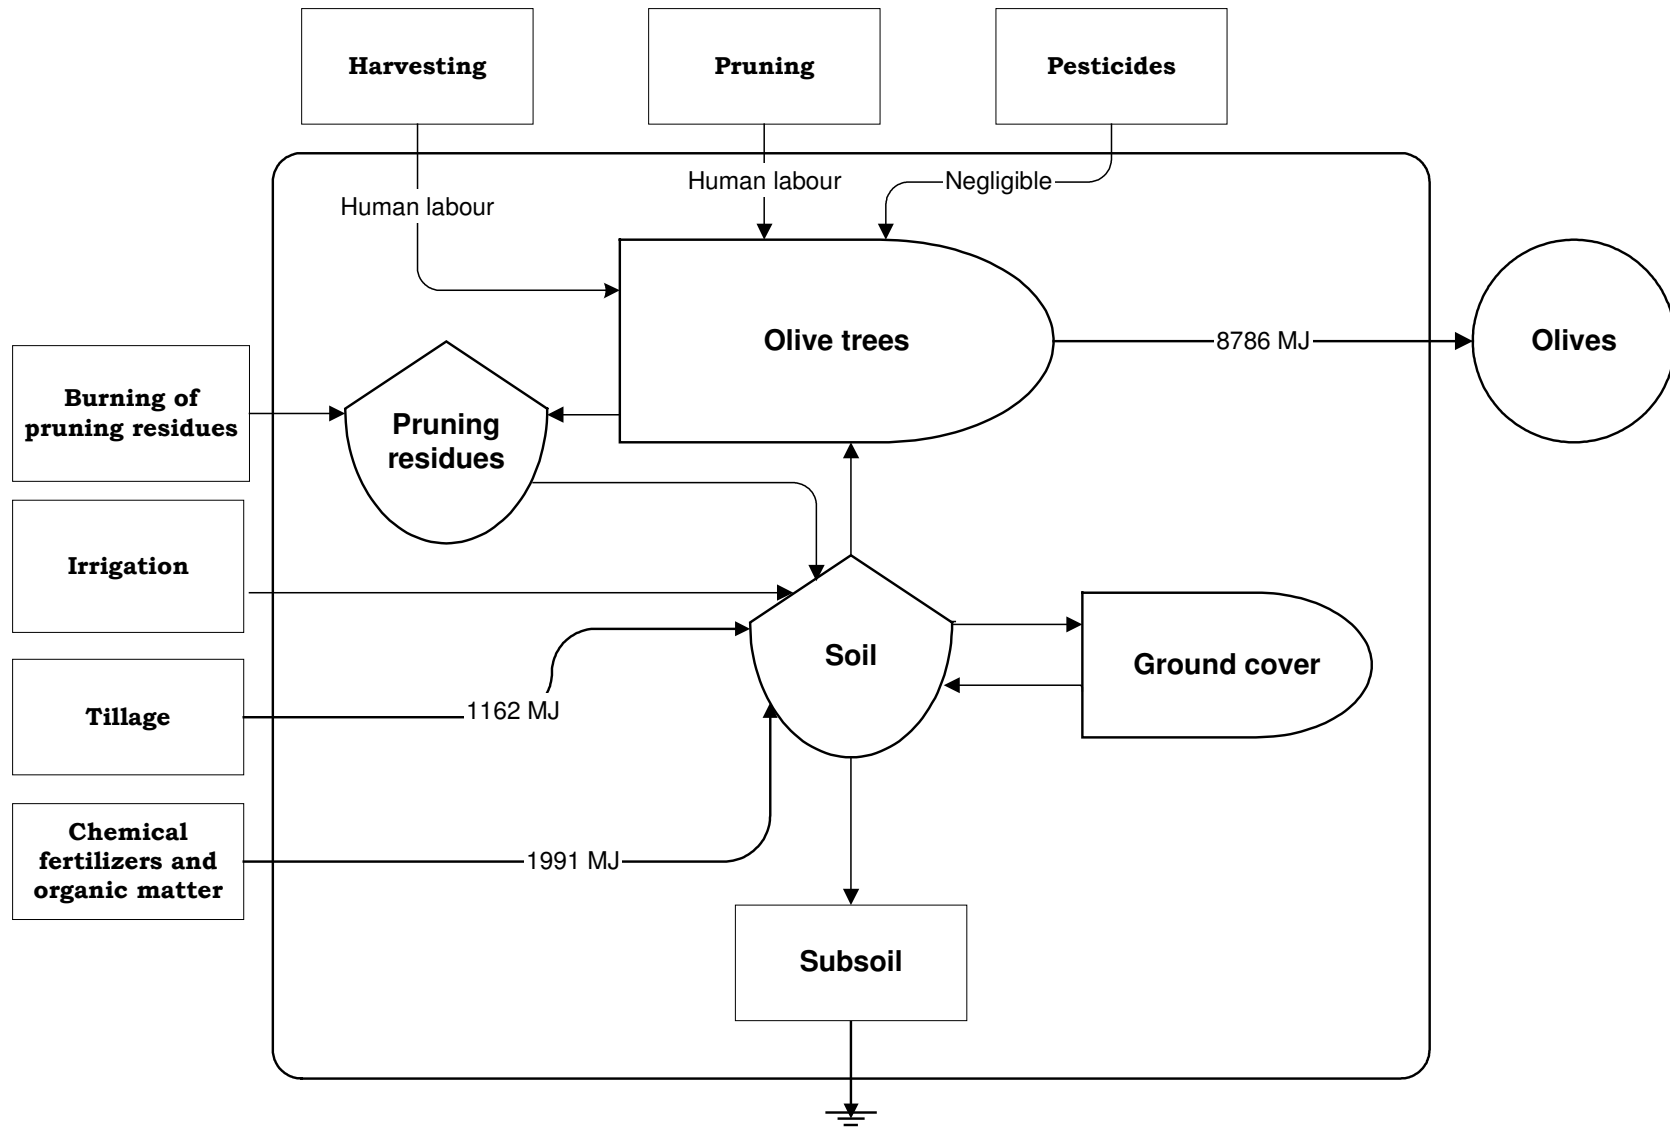 Harvesting
Pruning
Pesticides
Human labour
Negligible
Human labour
Olive trees
8786 MJ
Olives
Burning of
pruning residues
Pruning
residues
Irrigation
Soil
Ground cover
Tillage
1162 MJ
Chemical
fertilizers and
organic matter
1991 MJ
Subsoil